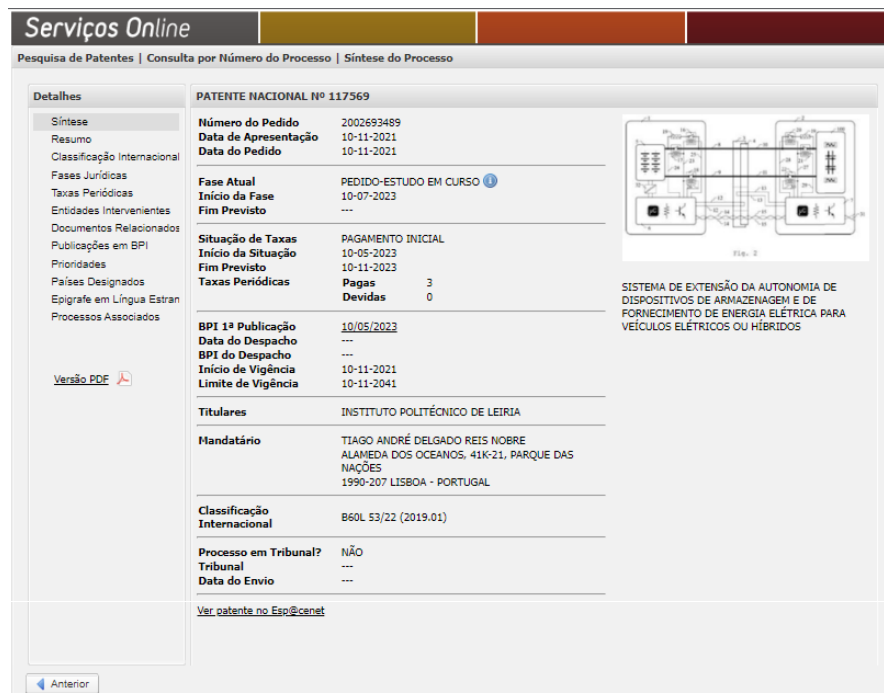 Serviços Online
Pesquisa de Patentes | Consulta por Número do Processo | Síntese do Processo
Detalhes
Síntese
Resumo
Classificação Internacional
Fases Jurídicas
Taxas Periódicas
Entidades Intervenientes
Documentos Relacionados
Publicações em BPI
Prioridades
Países Designados
Epigrafe em Língua Estran
Processos Associados
Versão PDF
PATENTE NACIONAL Nº 117569
Número do Pedido 2002693489
Data de Apresentação 10-11-2021
Data do Pedido 10-11-2021
Fase Atual PEDIDO-ESTUDO EM CURSO
Início da Fase 10-07-2023
Fim Previsto ---
Situação de Taxas PAGAMENTO INICIAL
Início da Situação 10-05-2023
Fim Previsto 10-11-2023
Taxas Periódicas Pagas 3
Devidas 0
BPI 1ª Publicação 10/05/2023
Data do Despacho ---
BPI do Despacho ---
Início de Vigência 10-11-2021
Limite de Vigência 10-11-2041
Titulares INSTITUTO POLITÉCNICO DE LEIRIA
Mandatário TIAGO ANDRÉ DELGADO REIS NOBRE
ALAMEDA DOS OCEANOS, 41K-21, PARQUE DAS
NAÇÕES
1990-207 LISBOA - PORTUGAL
Classificação
Internacional B60L 53/22 (2019.01)
Processo em Tribunal? NÃO
Tribunal ---
Data do Envio ---
Ver patente no Esp@cenet
Fig. 2
SISTEMA DE EXTENSÃO DA AUTONOMIA DE
DISPOSITIVOS DE ARMAZENAGEM E DE
FORNECIMENTO DE ENERGIA ELÉTRICA PARA
VEÍCULOS ELÉTRICOS OU HÍBRIDOS
Anterior